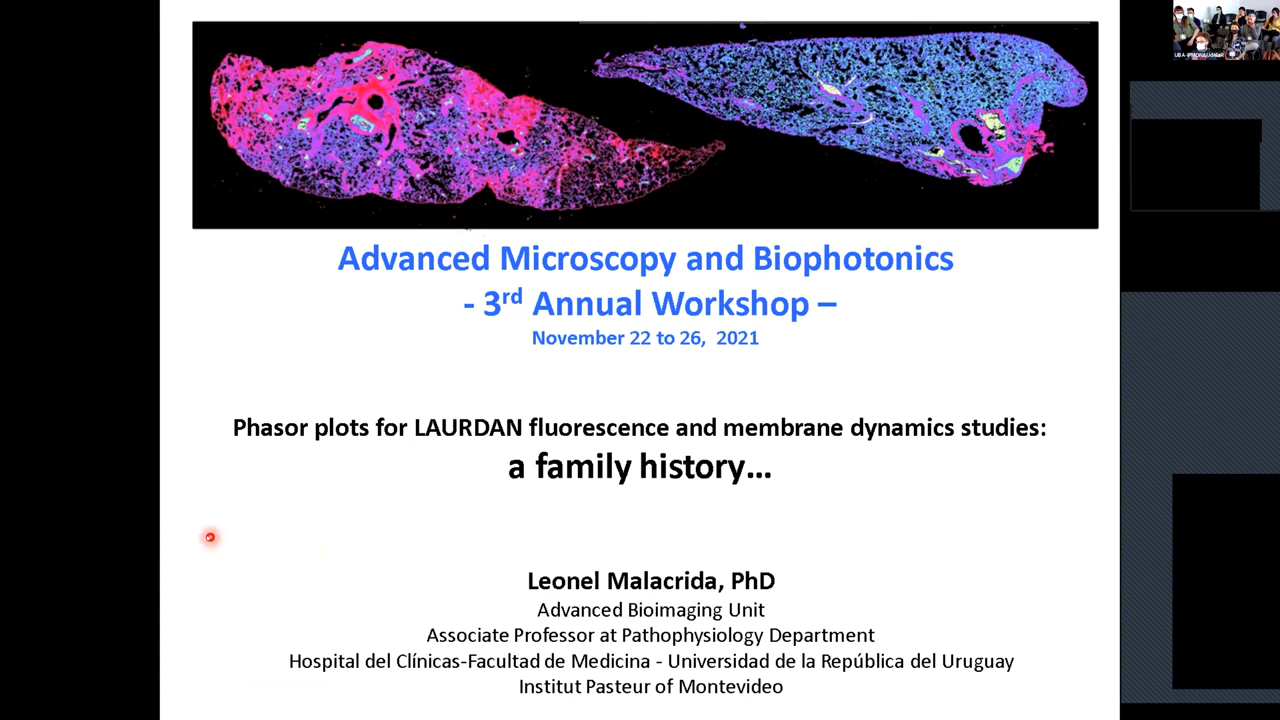 Advanced Microscopy and Biophotonics
- 3rd Annual Workshop –
November 22 to 26, 2021
Phasor plots for LAURDAN fluorescence and membrane dynamics studies:
a family history...
Leonel Malacrida, PhD
Advanced Bioimaging Unit
Associate Professor at Pathophysiology Department
Hospital del Clínicas-Facultad de Medicina - Universidad de la República del Uruguay
Institut Pasteur of Montevideo